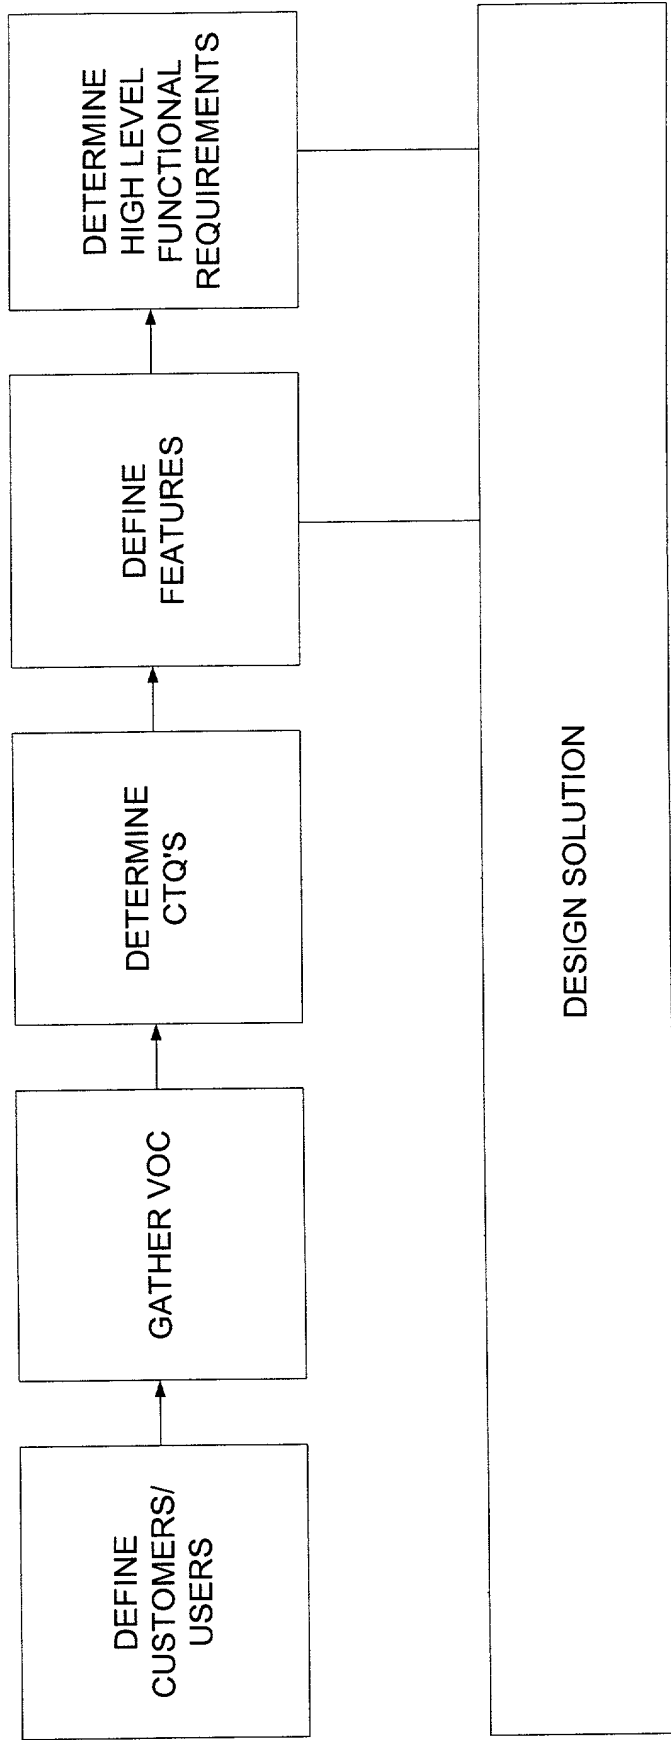 DEFINE
CUSTOMERS/
USERS
GATHER VOC
DETERMINE
CTQ'S
DEFINE
FEATURES
DETERMINE
HIGH LEVEL
FUNCTIONAL
REQUIREMENTS
DESIGN SOLUTION